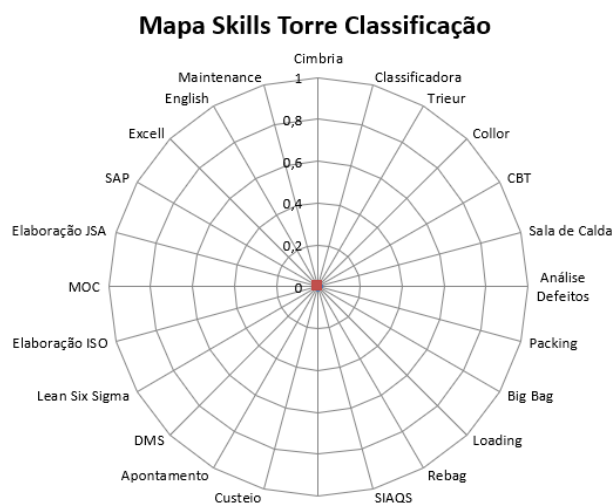 Mapa Skills Torre Classificação
Cimbria
Maintenance
1
Classificadora
English
Trieur
Excell
0,8
Collor
SAP
0,6
CBT
Elaboração JSA
0,4
Sala de Calda
0,2
MOC
0
Análise
Defeitos
Elaboração ISO
Packing
Lean Six Sigma
Big Bag
DMS
Loading
Apontamento
Rebag
Custeio
SIAQS